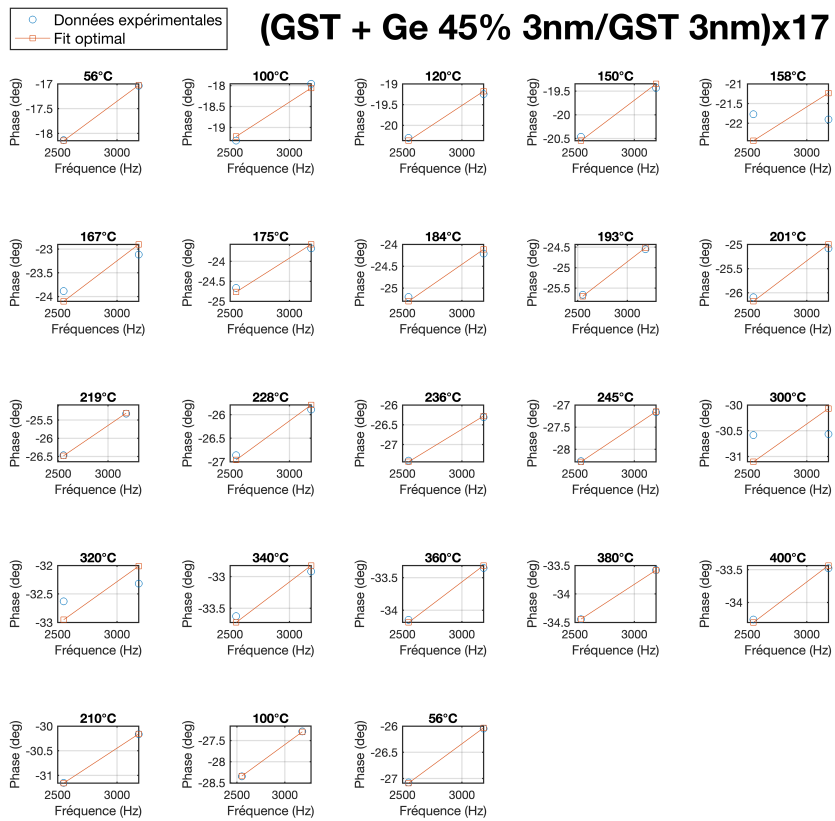 Données expérimentales
Fit optimal
(GST + Ge 45% 3nm/GST 3nm)x17
56°C
-17
-17.5
-18
Phase (deg)
2500 3000
Fréquence (Hz)
100°C
-18
-18.5
-19
Phase (deg)
2500 3000
Fréquence (Hz)
120°C
-19
-19.5
-20
Phase (deg)
2500 3000
Fréquence (Hz)
150°C
-19.5
-20
-20.5
Phase (deg)
2500 3000
Fréquence (Hz)
158°C
-21
-21.5
-22
Phase (deg)
2500 3000
Fréquence (Hz)
167°C
-23
-23.5
-24
Phase (deg)
2500 3000
Fréquences (Hz)
175°C
-24
-24.5
-25
Phase (deg)
2500 3000
Fréquence (Hz)
184°C
-24
-24.5
-25
Phase (deg)
2500 3000
Fréquence (Hz)
193°C
-24.5
-25
-25.5
Phase (deg)
2500 3000
Fréquence (Hz)
201°C
-25
-25.5
-26
Phase (deg)
2500 3000
Fréquence (Hz)
219°C
-25.5
-26
-26.5
Phase (deg)
2500 3000
Fréquence (Hz)
228°C
-26
-26.5
-27
Phase (deg)
2500 3000
Fréquence (Hz)
236°C
-26
-26.5
-27
Phase (deg)
2500 3000
Fréquence (Hz)
245°C
-27
-27.5
-28
Phase (deg)
2500 3000
Fréquence (Hz)
300°C
-30
-30.5
-31
Phase (deg)
2500 3000
Fréquence (Hz)
320°C
-32
-32.5
-33
Phase (deg)
2500 3000
Fréquence (Hz)
340°C
-33
-33.5
Phase (deg)
2500 3000
Fréquence (Hz)
360°C
-33.5
-34
Phase (deg)
2500 3000
Fréquence (Hz)
380°C
-33.5
-34
-34.5
Phase (deg)
2500 3000
Fréquence (Hz)
400°C
-33.5
-34
Phase (deg)
2500 3000
Fréquence (Hz)
210°C
-30
-30.5
-31
Phase (deg)
2500 3000
Fréquence (Hz)
100°C
-27.5
-28
-28.5
Phase (deg)
2500 3000
Fréquence (Hz)
56°C
-26
-26.5
-27
Phase (deg)
2500 3000
Fréquence (Hz)